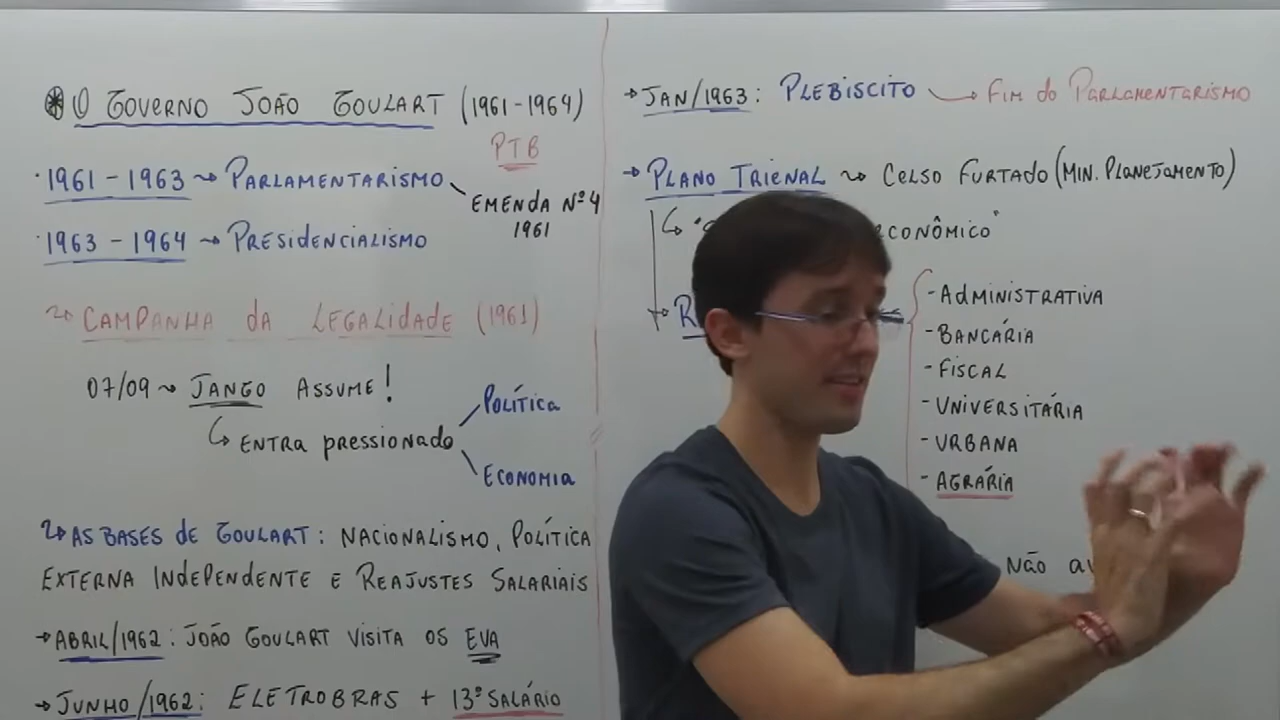 O GOVERNO JOÃO GOULART (1961-1964)
PTB
1961-1963 PARLAMENTARISMO
EMENDA Nº4
1961
1963-1964 PRESIDENCIALISMO
CAMPANHA da LEGALIDADE (1961)
07/09 JANGO ASSUME!
ENTRA PRESSIONADO
POLÍTICA
ECONOMIA
AS BASES DE GOULART: NACIONALISMO, POLÍTICA
EXTERNA INDEPENDENTE E REAJUSTES SALARIAIS
ABRIL/1962: JOÃO GOULART VISITA OS EUA
JUNHO/1962: ELETROBRAS + 13º SALÁRIO
JAN/1963: PLEBISCITO FIM do PARLAMENTARISMO
PLANO TRIENAL CELSO FURTADO (MIN. PLANEJAMENTO)
ECONÔMICO"
-ADMINISTRATIVA
-BANCÁRIA
-FISCAL
-UNIVERSITÁRIA
-URBANA
-AGRÁRIA
NÃO